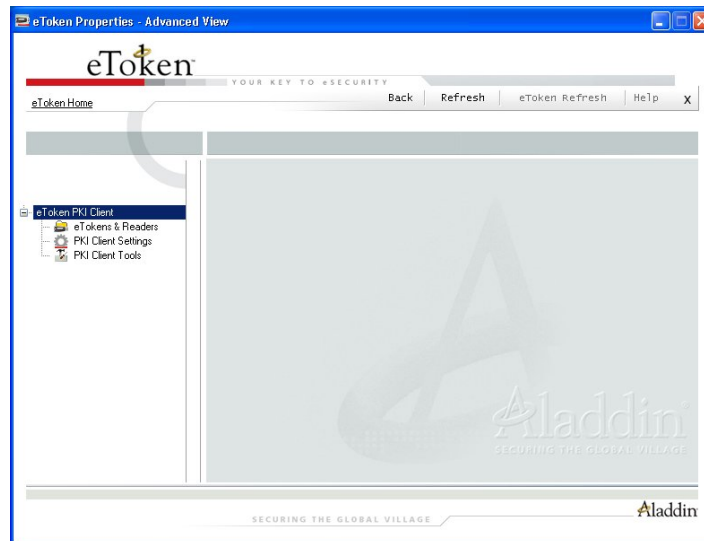 eToken Properties - Advanced View
eToken
YOUR KEY TO eSECURITY
eToken Home
Back
Refresh
eToken Refresh
Help
X
eToken PKI Client
eTokens & Readers
PKI Client Settings
PKI Client Tools
Aladdin
SECURING THE GLOBAL VILLAGE
SECURING THE GLOBAL VILLAGE
Aladdin